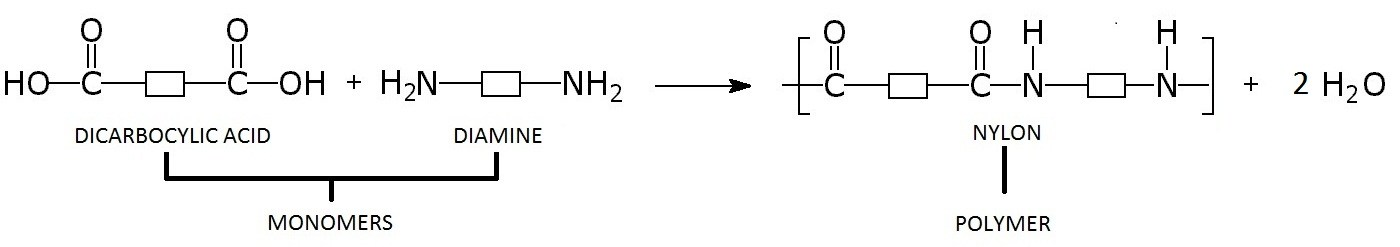 O O O O H H
HO C C OH + H₂N NH₂ C C N N + 2 H₂O
DICARBOCYLIC ACID DIAMINE NYLON
MONOMERS POLYMER